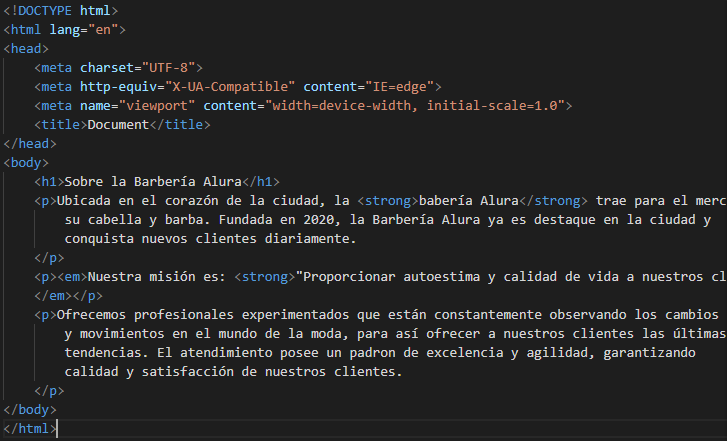 <!DOCTYPE html>
<html lang="en">
<head>
    <meta charset="UTF-8">
    <meta http-equiv="X-UA-Compatible" content="IE=edge">
    <meta name="viewport" content="width=device-width, initial-scale=1.0">
    <title>Document</title>
</head>
<body>
    <h1>Sobre la Barbería Alura</h1>
    <p>Ubicada en el corazón de la ciudad, la <strong>babería Alura</strong> trae para el merc
        su cabella y barba. Fundada en 2020, la Barbería Alura ya es destaque en la ciudad y
        conquista nuevos clientes diariamente.
    </p>
    <p><em>Nuestra misión es: <strong>"Proporcionar autoestima y calidad de vida a nuestros cl
    </em></p>
    <p>Ofrecemos profesionales experimentados que están constantemente observando los cambios
        y movimientos en el mundo de la moda, para así ofrecer a nuestros clientes las últimas
        tendencias. El atendimiento posee un padron de excelencia y agilidad, garantizando
        calidad y satisfacción de nuestros clientes.
    </p>
</body>
</html>